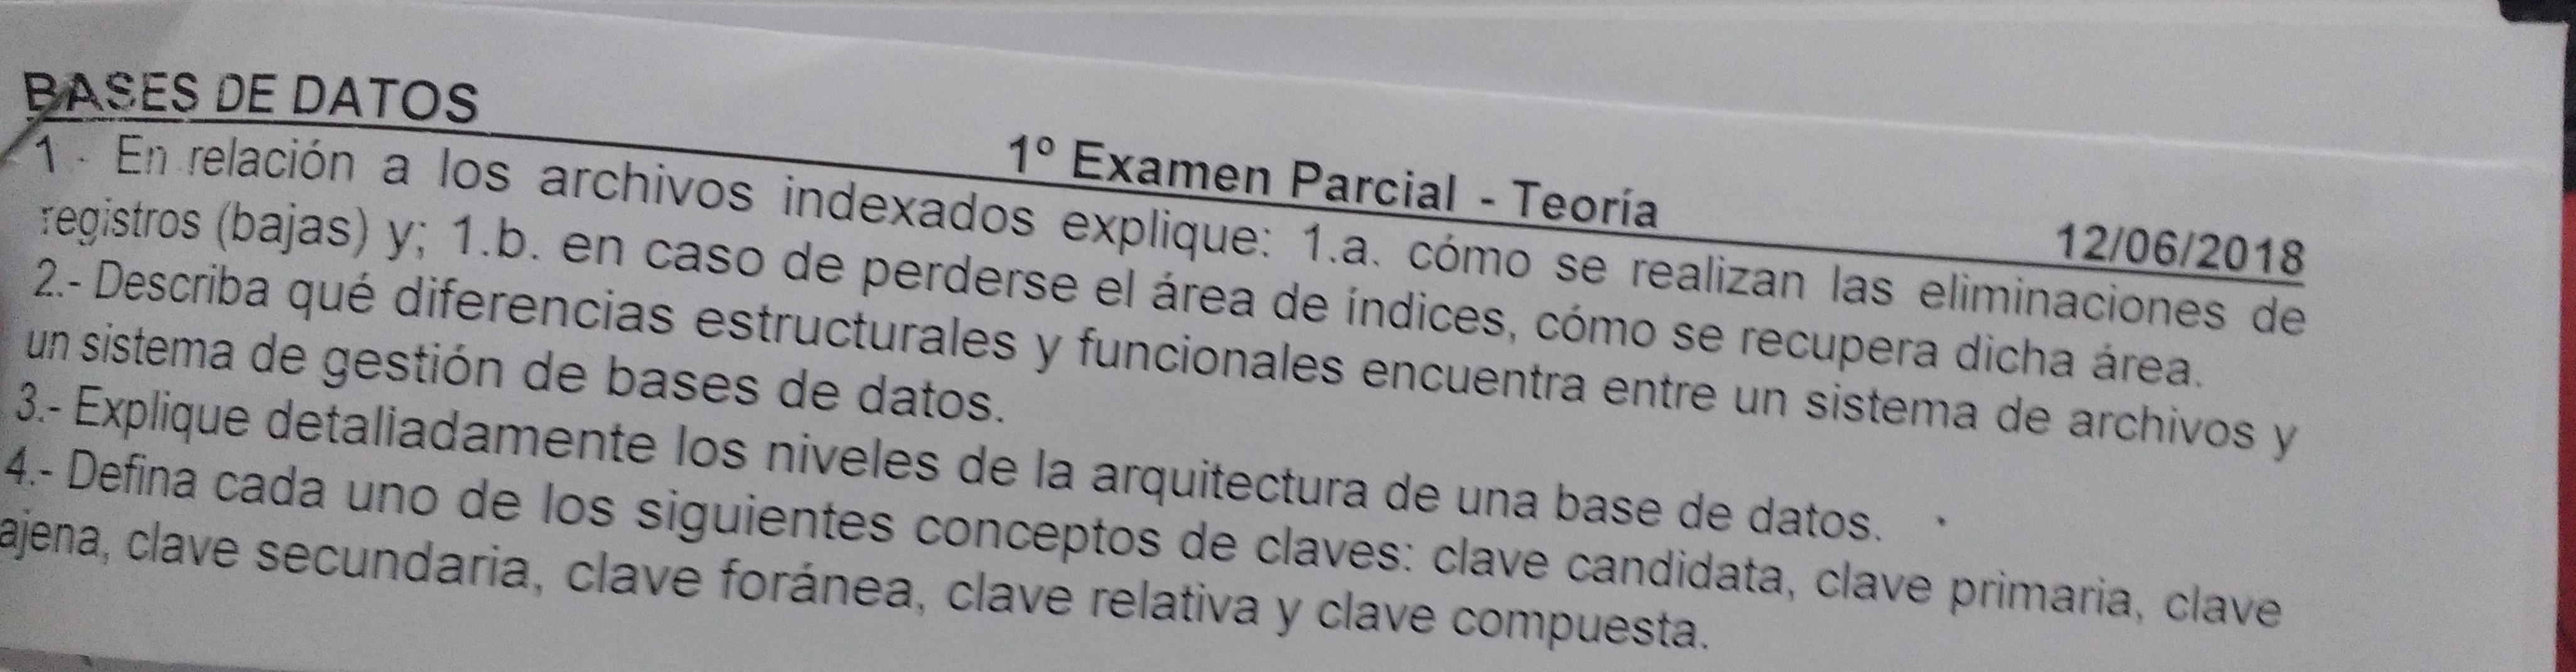 BASES DE DATOS
1º Examen Parcial - Teoría
12/06/2018
1.- En relación a los archivos indexados explique: 1.a. cómo se realizan las eliminaciones de
registros (bajas) y; 1.b. en caso de perderse el área de índices, cómo se recupera dicha área.
2.- Describa qué diferencias estructurales y funcionales encuentra entre un sistema de archivos y
un sistema de gestión de bases de datos.
3.- Explique detalladamente los niveles de la arquitectura de una base de datos.
4.- Defina cada uno de los siguientes conceptos de claves: clave candidata, clave primaria, clave
ajena, clave secundaria, clave foránea, clave relativa y clave compuesta.